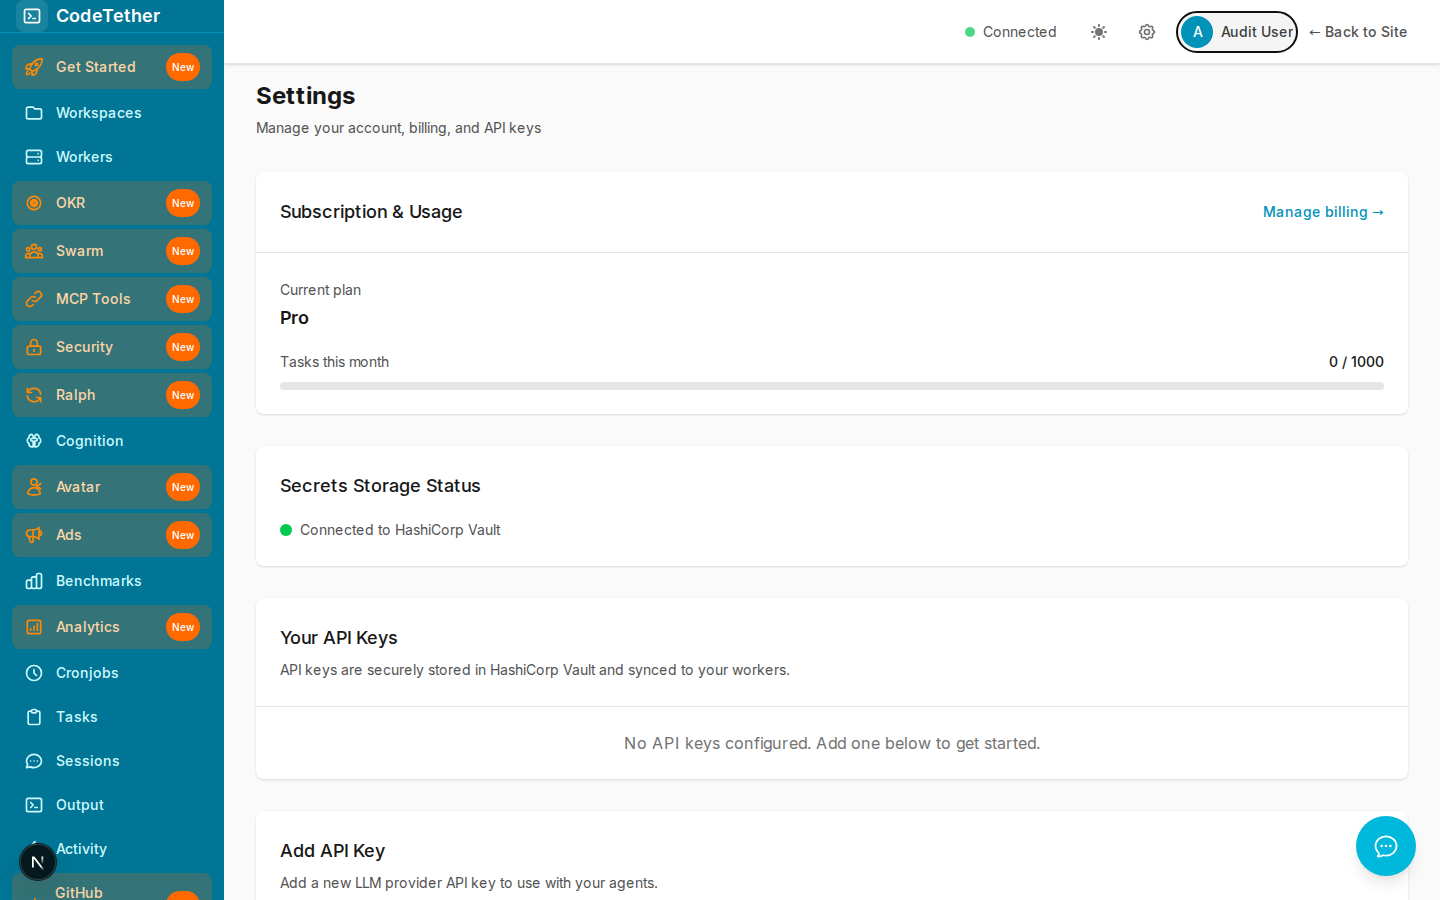 CodeTether
Get Started New
Workspaces
Workers
OKR New
Swarm New
MCP Tools New
Security New
Ralph New
Cognition
Avatar New
Ads New
Benchmarks
Analytics New
Cronjobs
Tasks
Sessions
Output
Activity
N
GitHub
Connected
A Audit User
← Back to Site
Settings
Manage your account, billing, and API keys
Subscription & Usage
Manage billing →
Current plan
Pro
Tasks this month 0 / 1000
Secrets Storage Status
Connected to HashiCorp Vault
Your API Keys
API keys are securely stored in HashiCorp Vault and synced to your workers.
No API keys configured. Add one below to get started.
Add API Key
Add a new LLM provider API key to use with your agents.